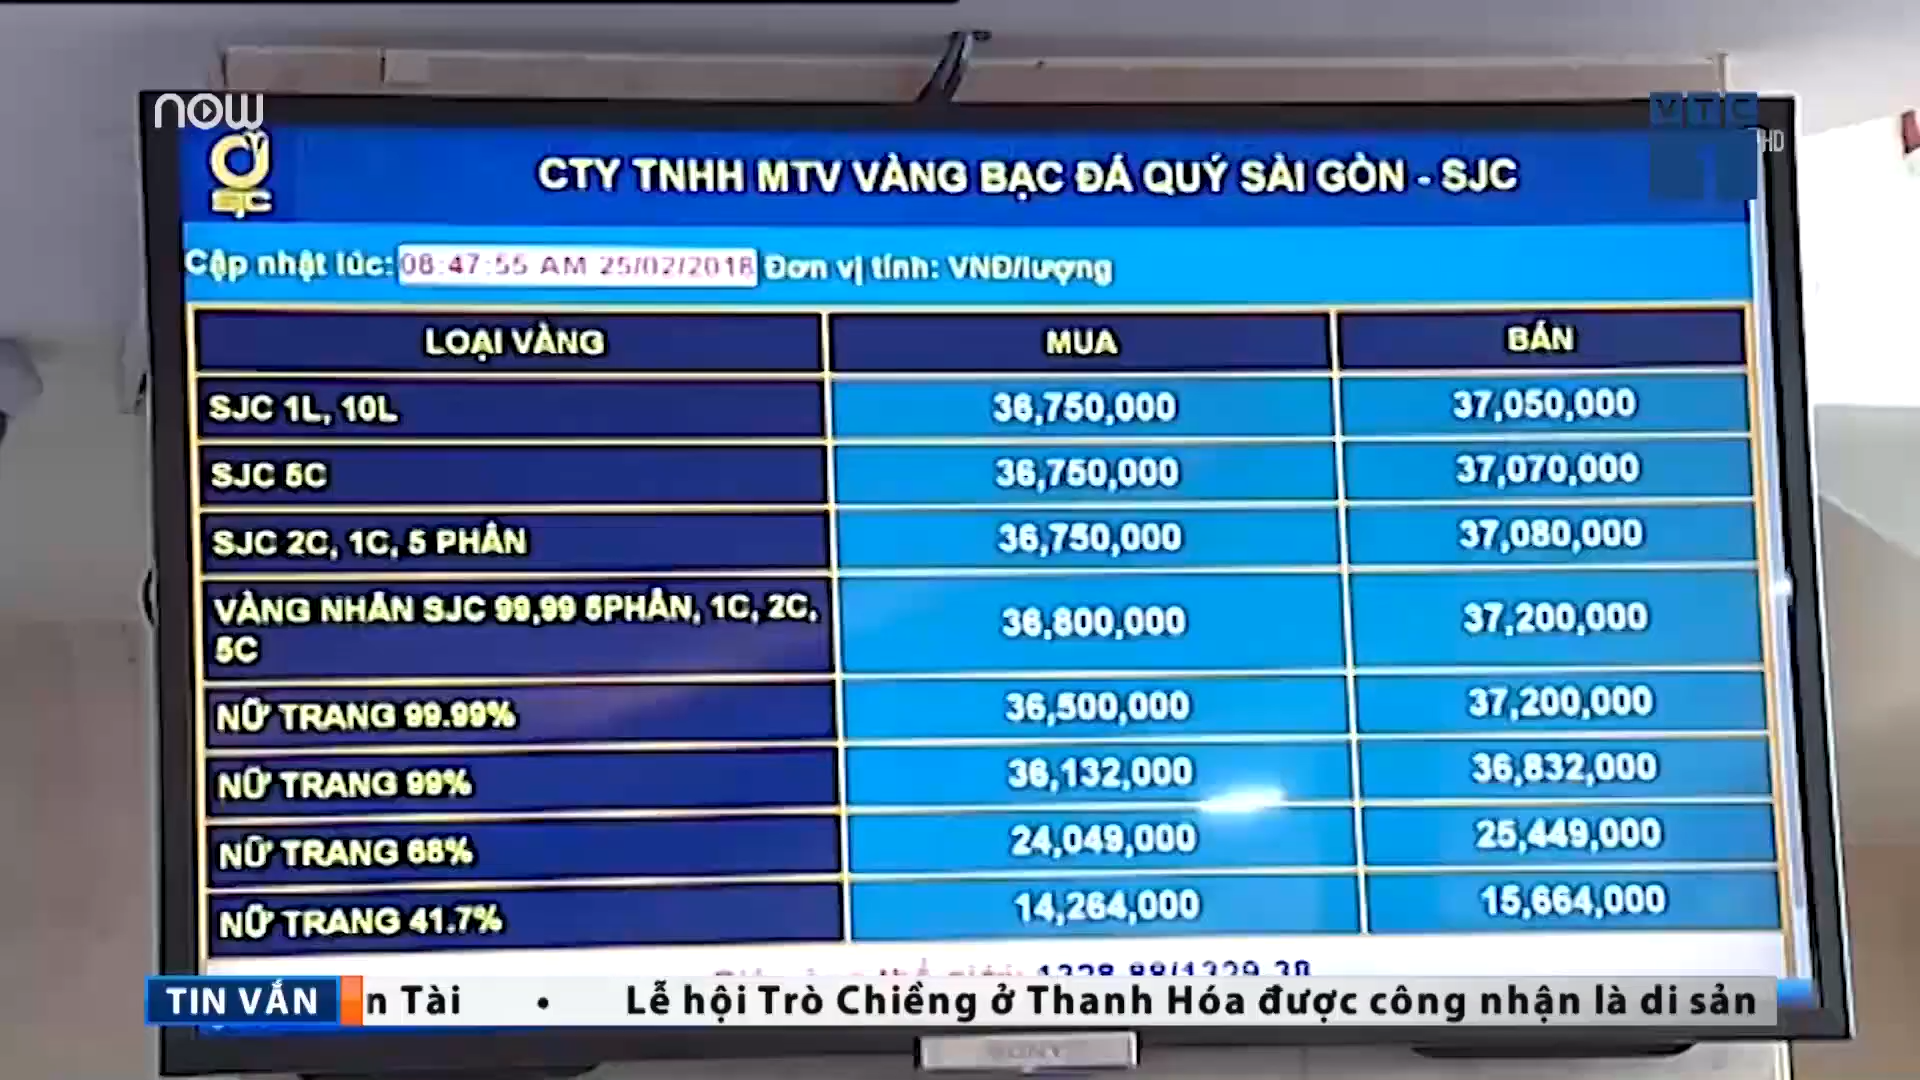 now
VTC
1
HD
SJC
CTY TNHH MTV VÀNG BẠC ĐÁ QUÝ SÀI GÒN - SJC
Cập nhật lúc: 08:47:55 AM 25/02/2018 Đơn vị tính: VNĐ/lượng
LOẠI VÀNG MUA BÁN
SJC 1L, 10L 36,750,000 37,050,000
SJC 5C 36,750,000 37,070,000
SJC 2C, 1C, 5 PHÂN 36,750,000 37,080,000
VÀNG NHẪN SJC 99,99 5PHÂN, 1C, 2C, 36,800,000 37,200,000
5C
NỮ TRANG 99.99% 36,500,000 37,200,000
NỮ TRANG 99% 36,132,000 36,832,000
NỮ TRANG 68% 24,049,000 25,449,000
NỮ TRANG 41.7% 14,264,000 15,664,000
1328.88/1329.38
TIN VẮN n Tài • Lễ hội Trò Chiềng ở Thanh Hóa được công nhận là di sản
SONY